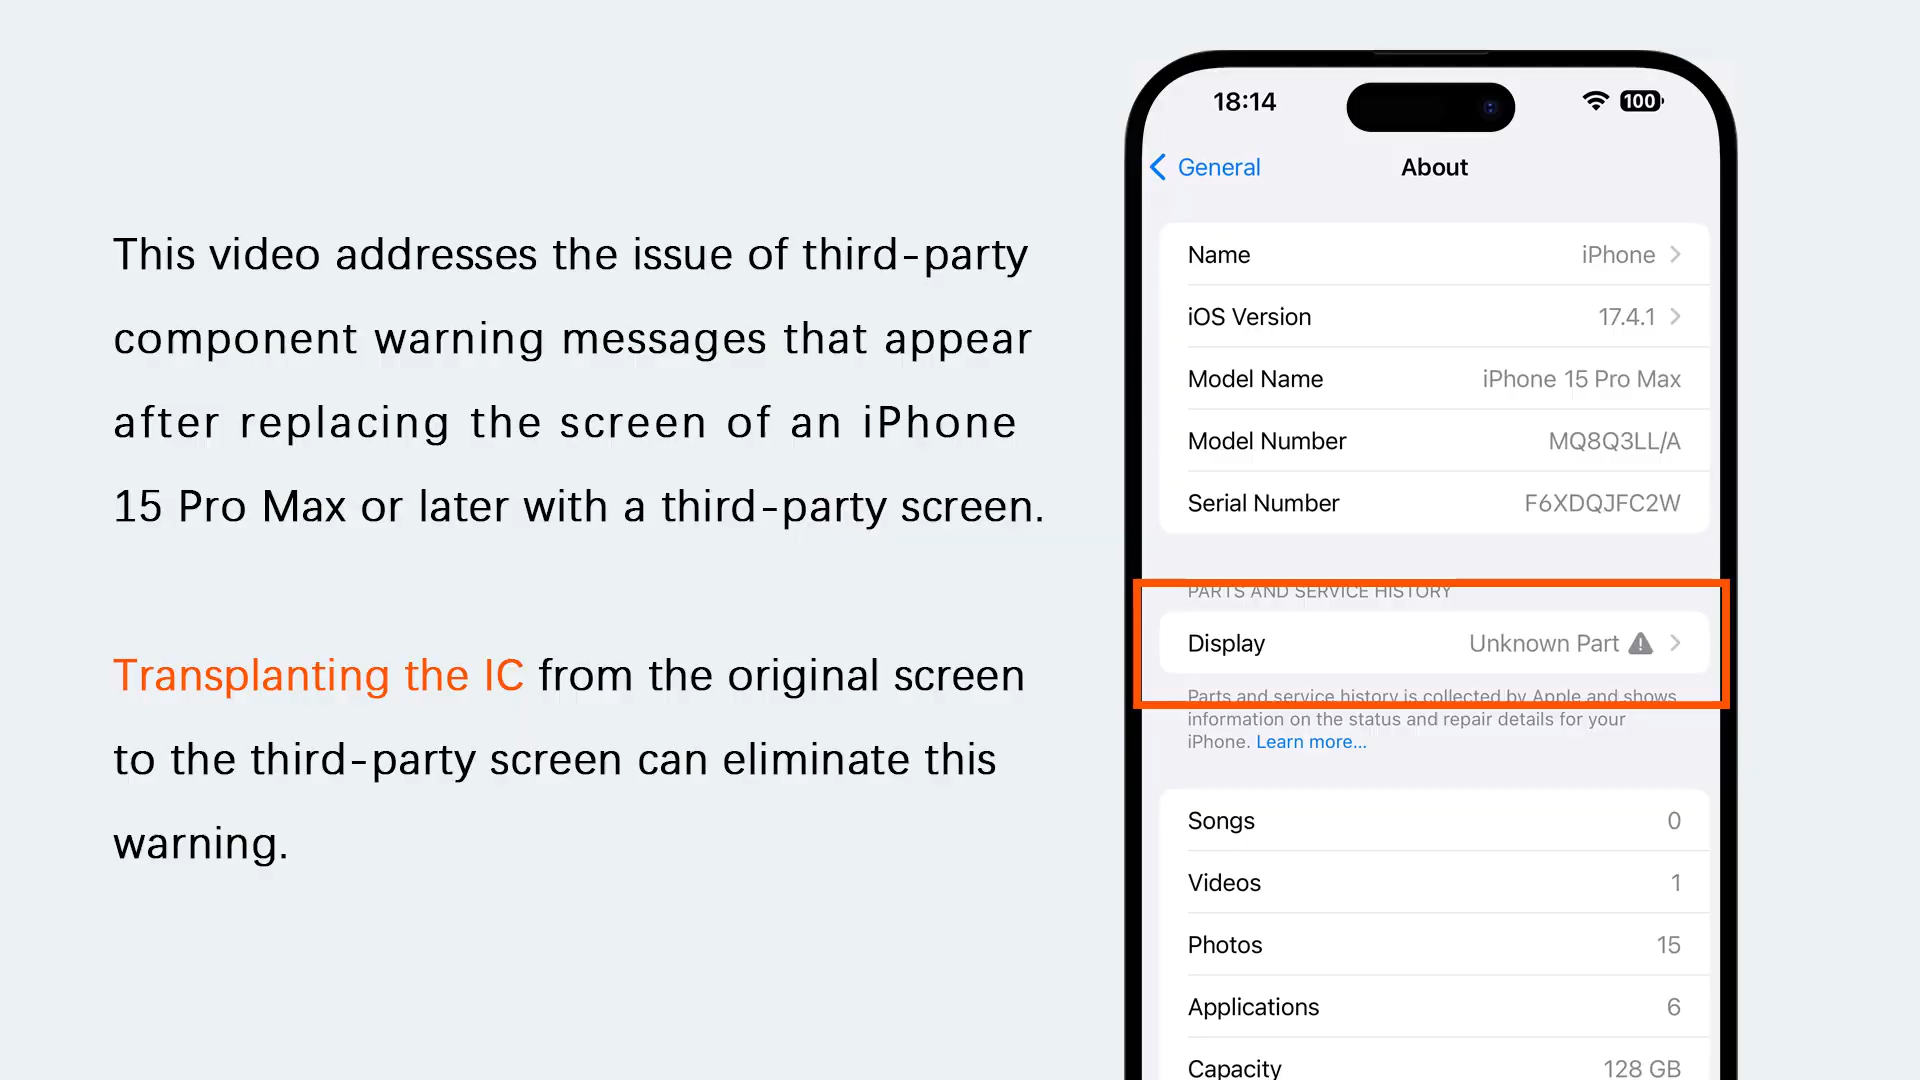 This video addresses the issue of third-party
component warning messages that appear
after replacing the screen of an iPhone
15 Pro Max or later with a third-party screen.
Transplanting the IC from the original screen
to the third-party screen can eliminate this
warning.
18:14
100
General
About
Name iPhone
iOS Version 17.4.1
Model Name iPhone 15 Pro Max
Model Number MQ8Q3LL/A
Serial Number F6XDQJFC2W
PARTS AND SERVICE HISTORY
Display Unknown Part
Parts and service history is collected by Apple and shows
information on the status and repair details for your
iPhone. Learn more...
Songs 0
Videos 1
Photos 15
Applications 6
Capacity 128 GB